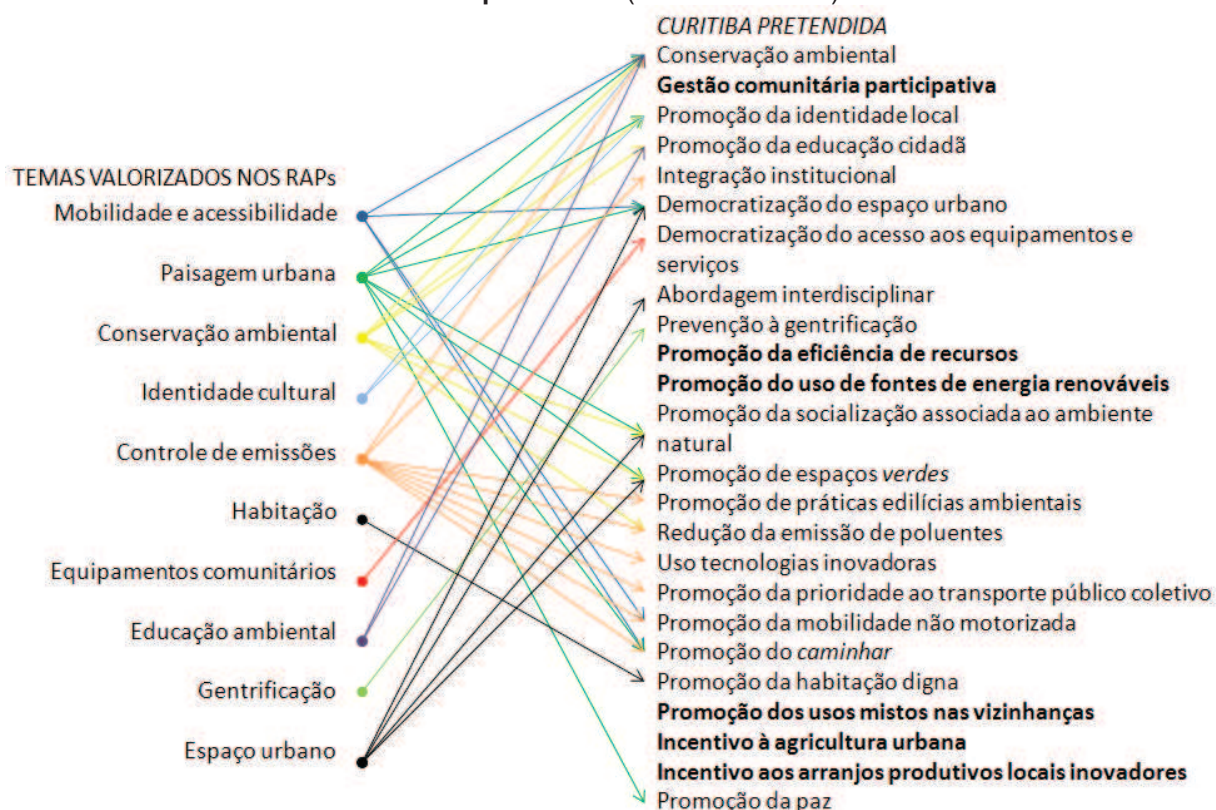 CURITIBA PRETENDIDA
Conservação ambiental
Gestão comunitária participativa
Promoção da identidade local
Promoção da educação cidadã
Integração institucional
Democratização do espaço urbano
Democratização do acesso aos equipamentos e
serviços
Abordagem interdisciplinar
Prevenção à gentrificação
Promoção da eficiência de recursos
Promoção do uso de fontes de energia renováveis
Promoção da socialização associada ao ambiente
natural
Promoção de espaços verdes
Promoção de práticas edilícias ambientais
Redução da emissão de poluentes
Uso tecnologias inovadoras
Promoção da prioridade ao transporte público coletivo
Promoção da mobilidade não motorizada
Promoção do caminhar
Promoção da habitação digna
Promoção dos usos mistos nas vizinhanças
Incentivo à agricultura urbana
Incentivo aos arranjos produtivos locais inovadores
Promoção da paz
TEMAS VALORIZADOS NOS RAPs
Mobilidade e acessibilidade
Paisagem urbana
Conservação ambiental
Identidade cultural
Controle de emissões
Habitação
Equipamentos comunitários
Educação ambiental
Gentrificação
Espaço urbano